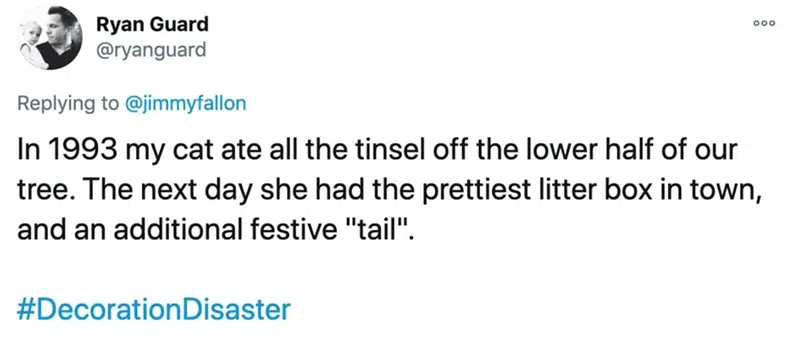 Ryan Guard
@ryanguard
Replying to @jimmyfallon
In 1993 my cat ate all the tinsel off the lower half of our
tree. The next day she had the prettiest litter box in town,
and an additional festive "tail".
#DecorationDisaster